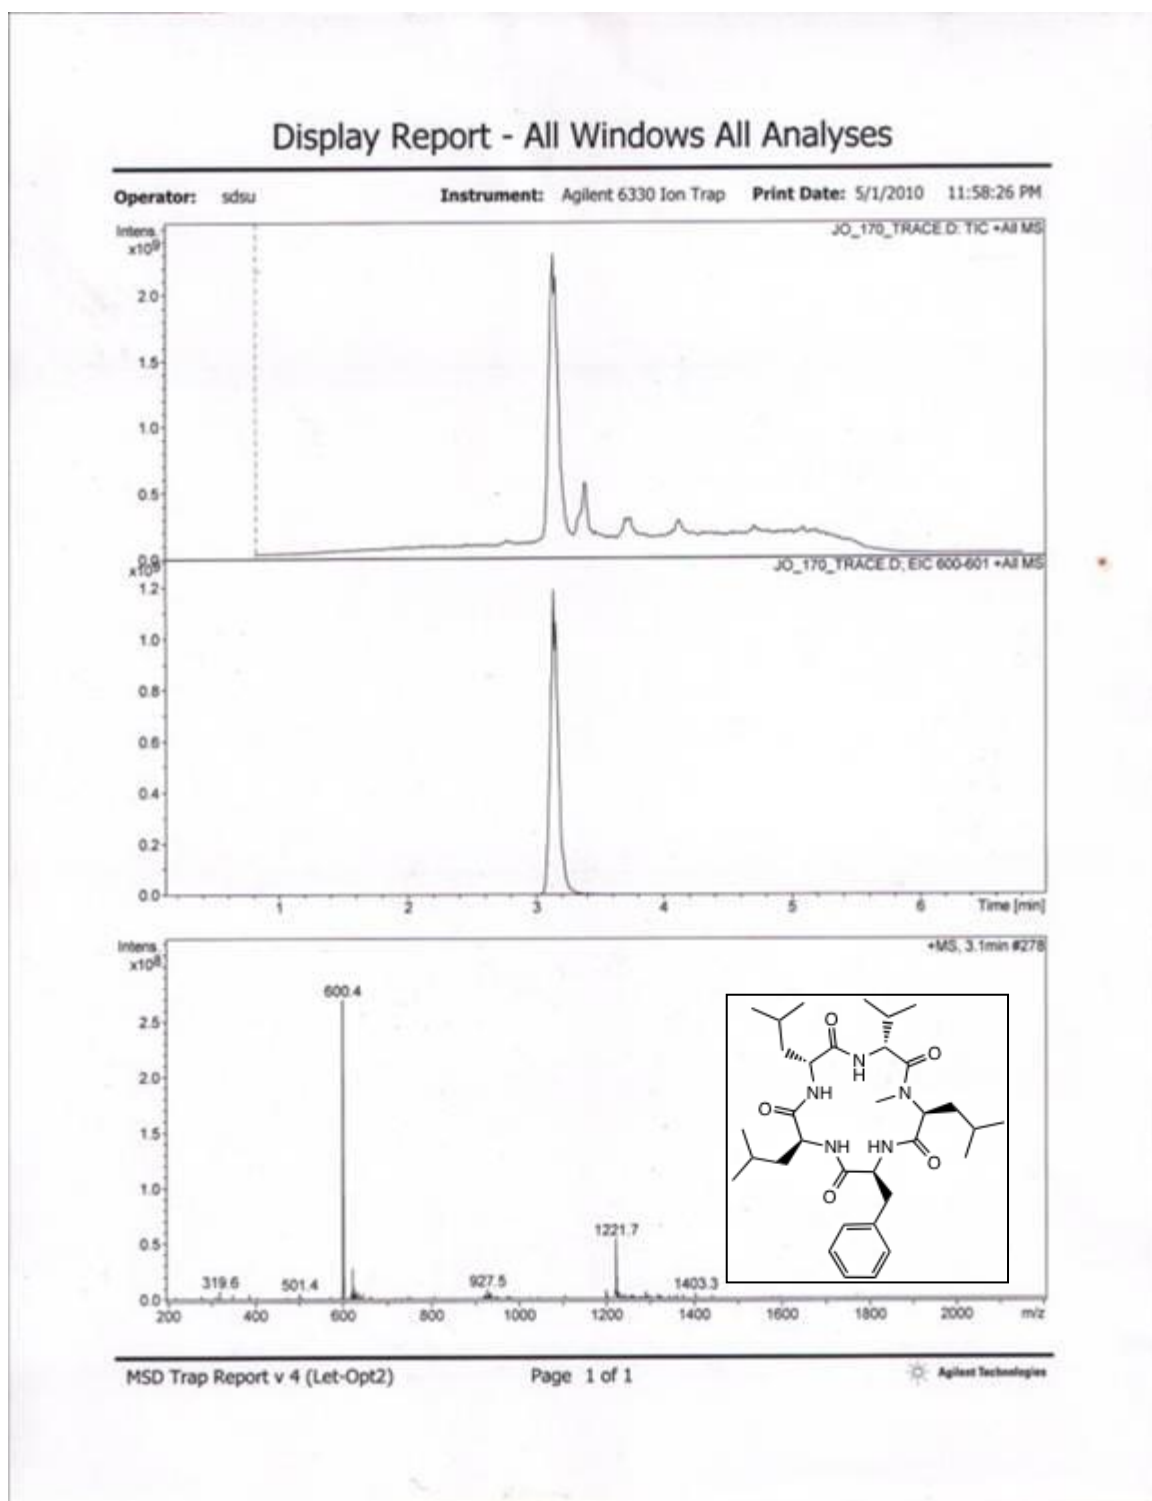 Display Report - All Windows All Analyses
Operator: sdsu Instrument: Agilent 6330 Ion Trap Print Date: 5/1/2010 11:58:26 PM
Intens.
x10^9
JO_170_TRACE.D: TIC +All MS
2.0
1.5
1.0
0.5
0.0
x10^9
JO_170_TRACE.D: EIC 600-601 +All MS
1.2
1.0
0.8
0.6
0.4
0.2
0.0
1 2 3 4 5 6 Time [min]
Intens.
x10^8
+MS, 3.1min #278
600.4
2.5
2.0
1.5
1.0
0.5
0.0
319.6
501.4
927.5
1221.7
1403.3
200 400 600 800 1000 1200 1400 1600 1800 2000 m/z
O
O
N
H
NH
N
O
NH
HN
O
O
MSD Trap Report v 4 (Let-Opt2) Page 1 of 1 Agilent Technologies